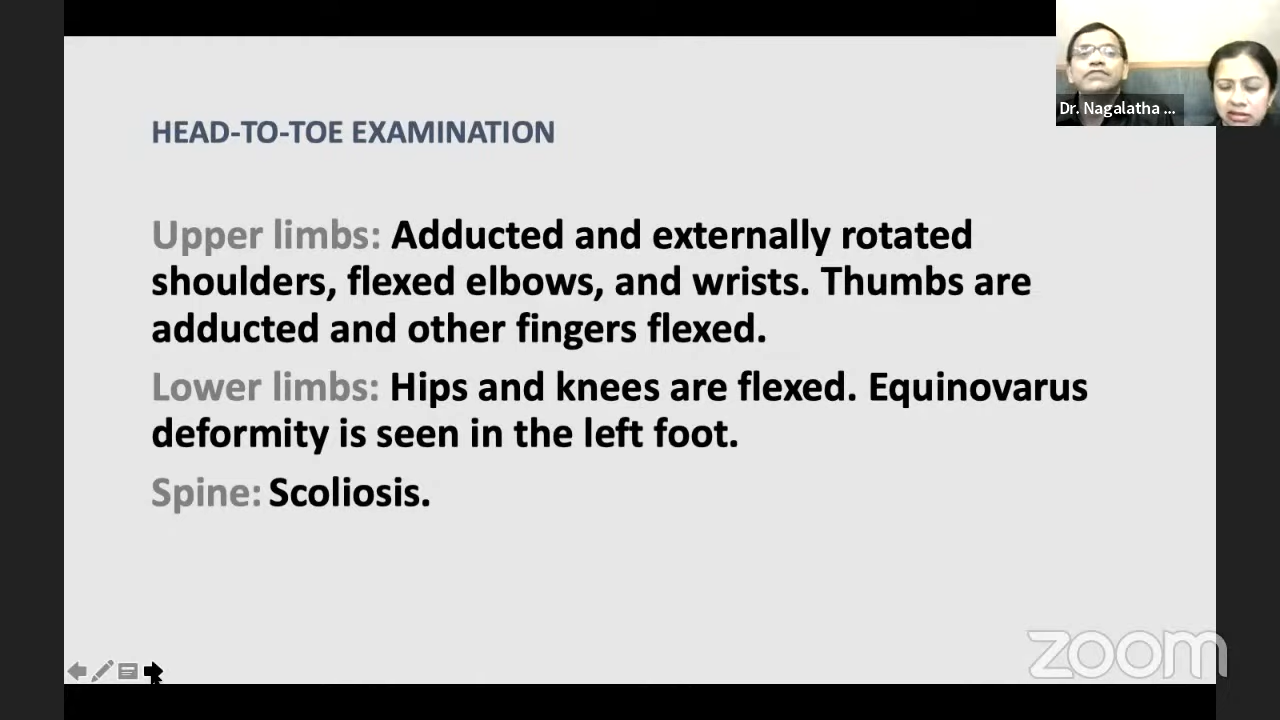 Dr. Nagalatha ...
HEAD-TO-TOE EXAMINATION
Upper limbs: Adducted and externally rotated
shoulders, flexed elbows, and wrists. Thumbs are
adducted and other fingers flexed.
Lower limbs: Hips and knees are flexed. Equinovarus
deformity is seen in the left foot.
Spine: Scoliosis.
zoom